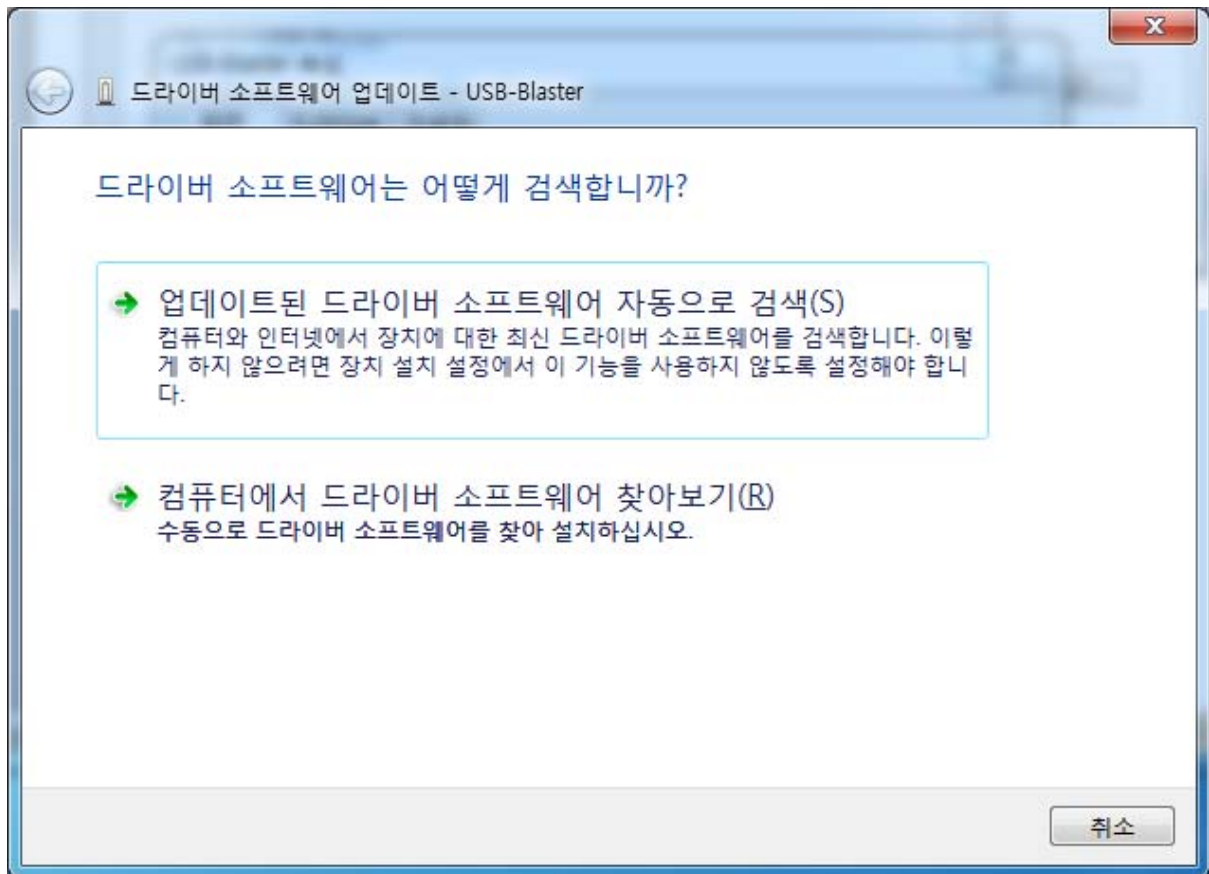 드라이버 소프트웨어 업데이트 - USB-Blaster
드라이버 소프트웨어는 어떻게 검색합니까?
업데이트된 드라이버 소프트웨어 자동으로 검색(S)
컴퓨터와 인터넷에서 장치에 대한 최신 드라이버 소프트웨어를 검색합니다. 이렇
게 하지 않으려면 장치 설치 설정에서 이 기능을 사용하지 않도록 설정해야 합니
다.
컴퓨터에서 드라이버 소프트웨어 찾아보기(R)
수동으로 드라이버 소프트웨어를 찾아 설치하십시오.
취소